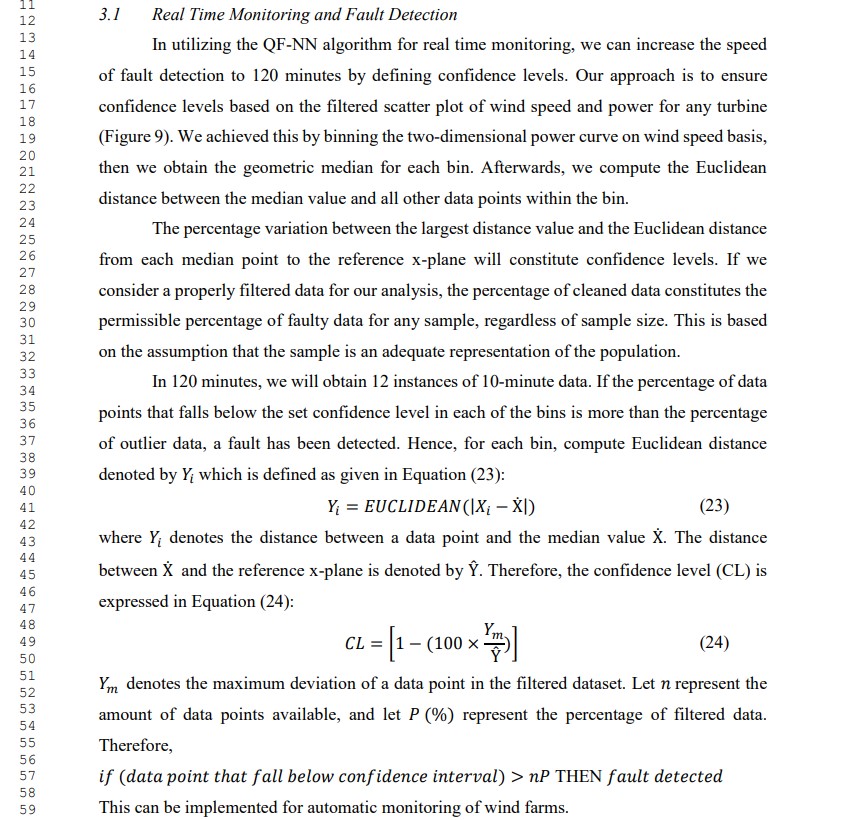 11
12
13
14
15
16
17
18
19
20
21
22
23
24
25
26
27
28
29
30
31
32
33
34
35
36
37
38
39
40
41
42
43
44
45
46
47
48
49
50
51
52
53
54
55
56
57
58
59
3.1 Real Time Monitoring and Fault Detection
In utilizing the QF-NN algorithm for real time monitoring, we can increase the speed
of fault detection to 120 minutes by defining confidence levels. Our approach is to ensure
confidence levels based on the filtered scatter plot of wind speed and power for any turbine
(Figure 9). We achieved this by binning the two-dimensional power curve on wind speed basis,
then we obtain the geometric median for each bin. Afterwards, we compute the Euclidean
distance between the median value and all other data points within the bin.
The percentage variation between the largest distance value and the Euclidean distance
from each median point to the reference x-plane will constitute confidence levels. If we
consider a properly filtered data for our analysis, the percentage of cleaned data constitutes the
permissible percentage of faulty data for any sample, regardless of sample size. This is based
on the assumption that the sample is an adequate representation of the population.
In 120 minutes, we will obtain 12 instances of 10-minute data. If the percentage of data
points that falls below the set confidence level in each of the bins is more than the percentage
of outlier data, a fault has been detected. Hence, for each bin, compute Euclidean distance
denoted by Yᵢ which is defined as given in Equation (23):
Yᵢ = EUCLIDEAN(|Xᵢ − Ẋ|) (23)
where Yᵢ denotes the distance between a data point and the median value Ẋ. The distance
between Ẋ and the reference x-plane is denoted by Ŷ. Therefore, the confidence level (CL) is
expressed in Equation (24):
CL = [1 − (100 × Yₘ/Ŷ)] (24)
Yₘ denotes the maximum deviation of a data point in the filtered dataset. Let n represent the
amount of data points available, and let P (%) represent the percentage of filtered data.
Therefore,
if (data point that fall below confidence interval) > nP THEN fault detected
This can be implemented for automatic monitoring of wind farms.